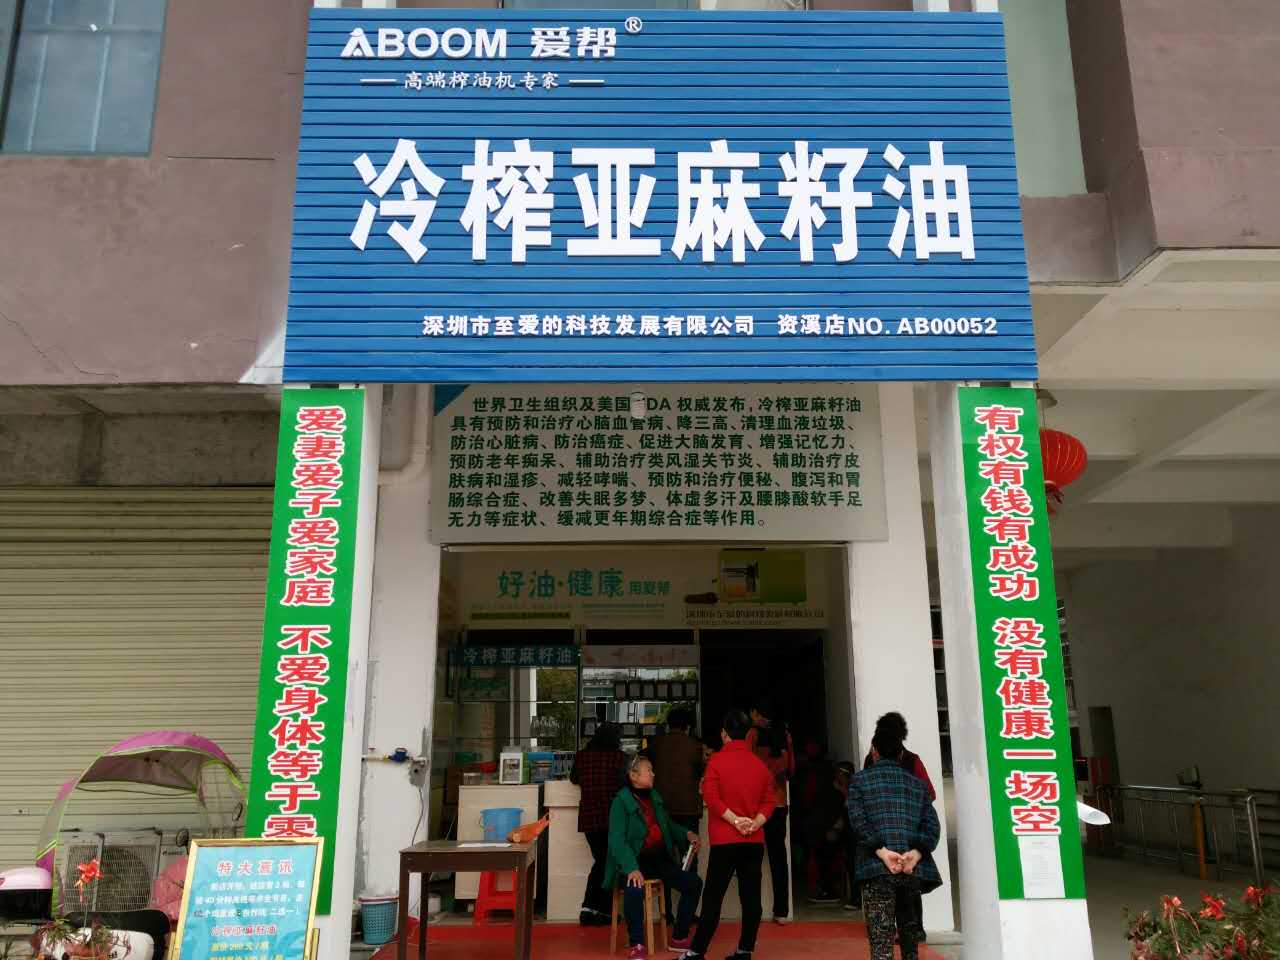 ABOOM 爱帮®
高端榨油机专家
冷榨亚麻籽油
深圳市至爱的科技发展有限公司 资溪店NO. AB00052
世界卫生组织及美国FDA 权威发布，冷榨亚麻籽油
具有预防和治疗心脑血管病、降三高、清理血液垃圾、
防治心脏病、防治癌症、促进大脑发育、增强记忆力、
预防老年痴呆、辅助治疗类风湿关节炎、辅助治疗皮
肤病和湿疹、减轻哮喘、预防和治疗便秘、腹泻和胃
肠综合症、改善失眠多梦、体虚多汗及腰膝酸软手足
无力等症状、缓减更年期综合症等作用。
爱妻爱子爱家庭 不爱身体等于零
有权有钱有成功 没有健康一场空
好油·健康 用爱帮
冷榨亚麻籽油
特大喜讯
冷榨亚麻籽油